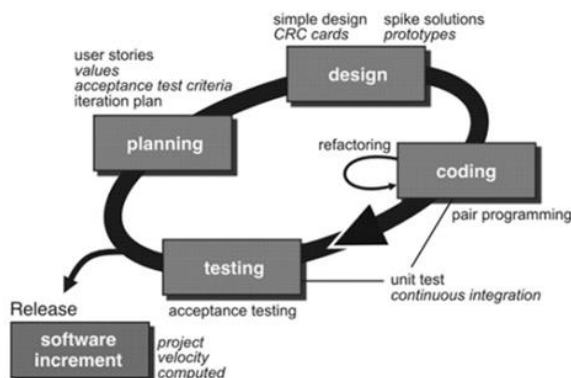 simple design
CRC cards
spike solutions
prototypes
design
user stories
values
acceptance test criteria
iteration plan
planning
refactoring
coding
pair programming
testing
unit test
continuous integration
acceptance testing
Release
software
increment
project
velocity
computed